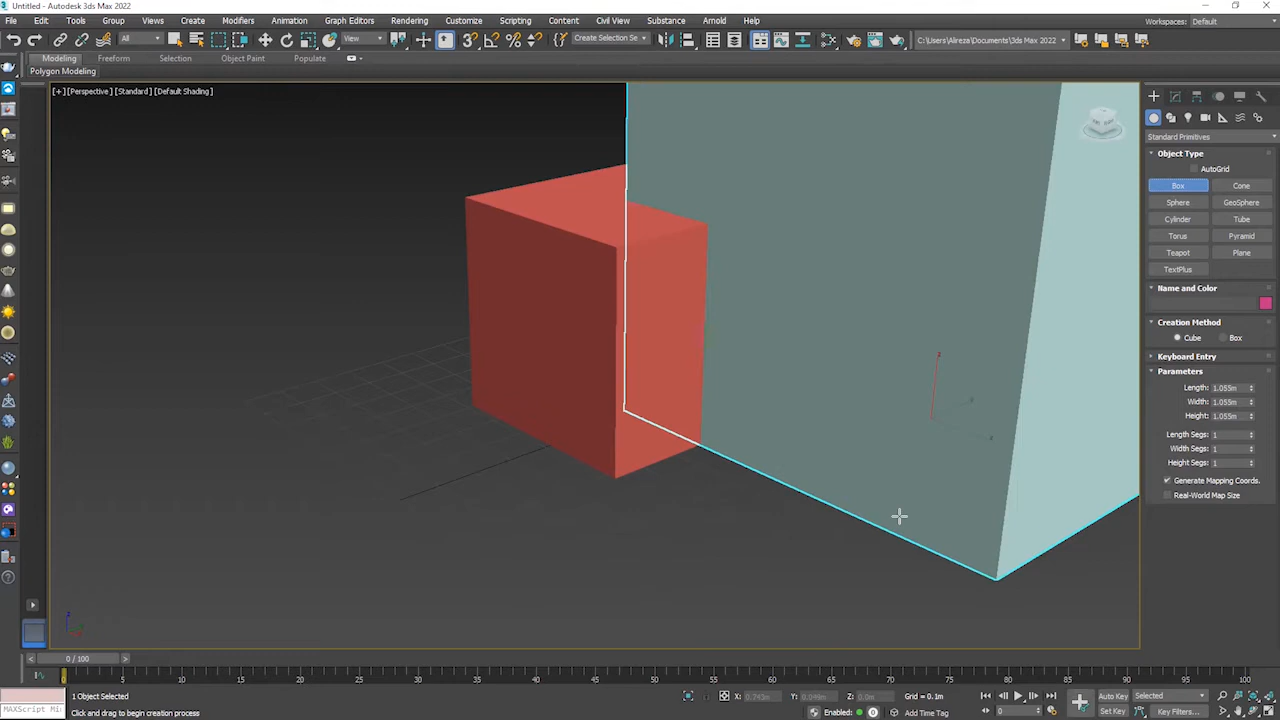 Untitled - Autodesk 3ds Max 2022
File Edit Tools Group Views Create Modifiers Animation Graph Editors Rendering Customize Scripting Content Civil View Substance Arnold Help
Workspaces: Default
All View Create Selection Se C:\Users\Alireza\Documents\3ds Max 2022
Modeling Freeform Selection Object Paint Populate
Polygon Modeling
[+] [Perspective] [Standard] [Default Shading]
Standard Primitives
Object Type
AutoGrid
Box Cone
Sphere GeoSphere
Cylinder Tube
Torus Pyramid
Teapot Plane
TextPlus
Name and Color
Creation Method
Cube Box
Keyboard Entry
Parameters
Length: 1.055m
Width: 1.055m
Height: 1.055m
Length Segs: 1
Width Segs: 1
Height Segs: 1
Generate Mapping Coords.
Real-World Map Size
0 / 100
5 10 15 20 25 30 35 40 45 50 55 60 65 70 75 80 85 90 95 100
1 Object Selected
X: 0.743m Y: 0.049m Z: 0.0m Grid = 0.1m
Auto Key Selected
MAXScript Mi
Click and drag to begin creation process
Enabled: 0 Add Time Tag
0
Set Key Key Filters...